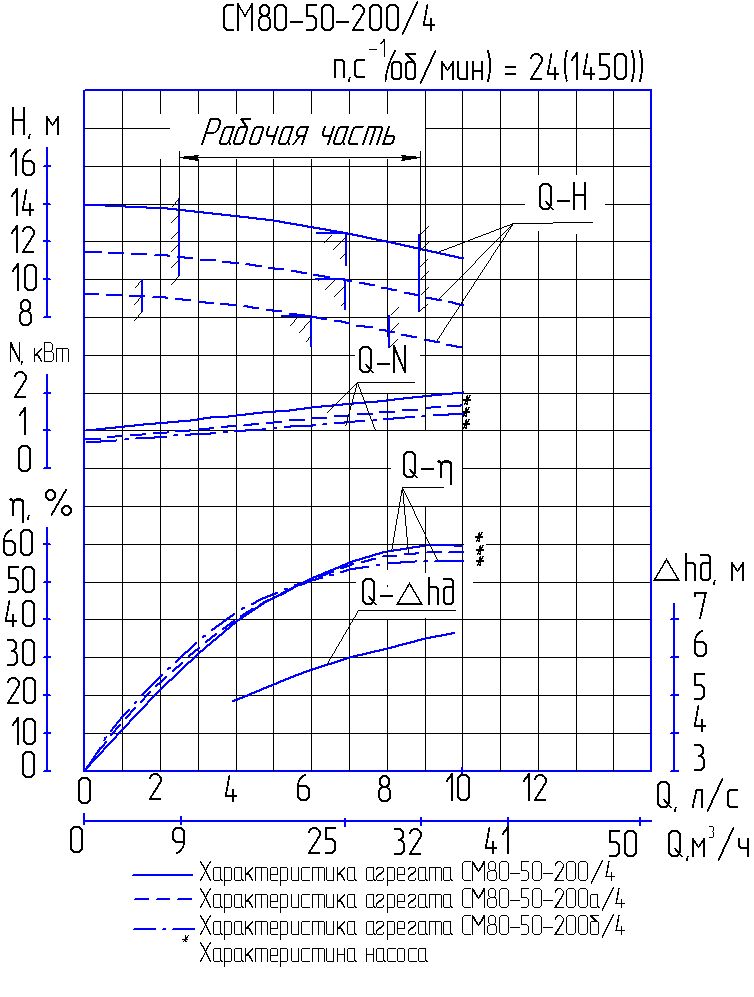 СМ80-50-200/4
n,с⁻¹(об/мин) = 24(1450))
H, м
Рабочая часть
16
14
12
10
8
Q-H
N, кВт
Q-N
2
1
0
Q-η
η, %
60
50
40
30
20
10
0
Q-△hд
△hд, м
7
6
5
4
3
0 2 4 6 8 10 12 Q, л/с
0 9 25 32 41 50 Q,м³/ч
Характеристика агрегата СМ80-50-200/4
Характеристика агрегата СМ80-50-200а/4
Характеристика агрегата СМ80-50-200б/4
* Характеристина насоса